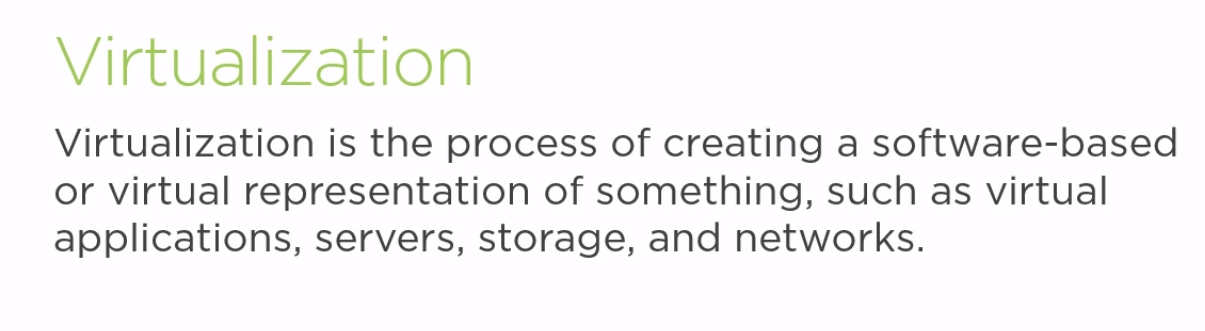 Virtualization
Virtualization is the process of creating a software-based
or virtual representation of something, such as virtual
applications, servers, storage, and networks.